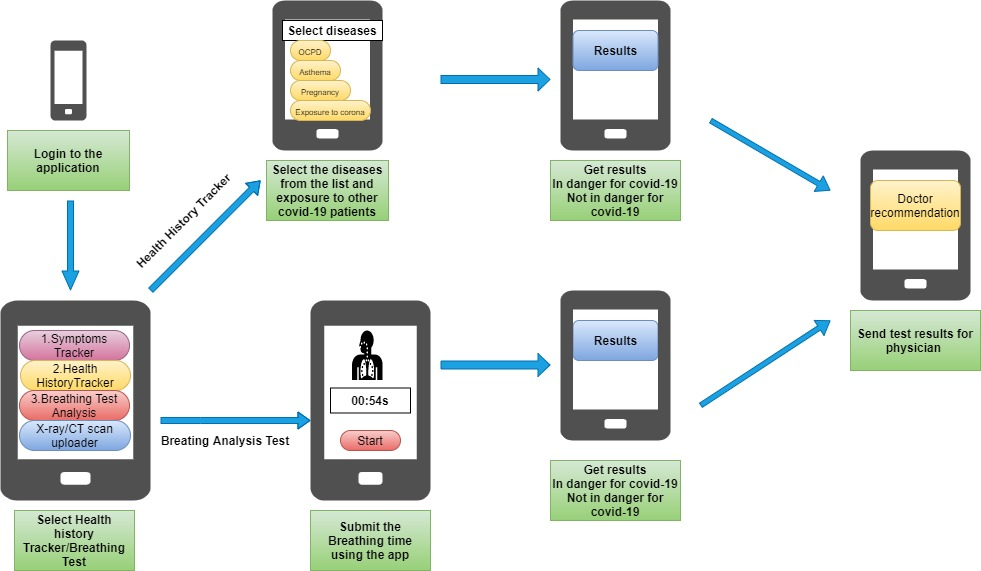 Login to the
application
Select diseases
OCPD
Asthema
Pregnancy
Exposure to corona
Select the diseases
from the list and
exposure to other
covid-19 patients
Results
Get results
In danger for covid-19
Not in danger for
covid-19
Doctor
recommendation
Send test results for
physician
Health History Tracker
1.Symptoms
Tracker
2.Health
HistoryTracker
3.Breathing Test
Analysis
X-ray/CT scan
uploader
Select Health
history
Tracker/Breathing
Test
Breating Analysis Test
00:54s
Start
Submit the
Breathing time
using the app
Results
Get results
In danger for covid-19
Not in danger for
covid-19